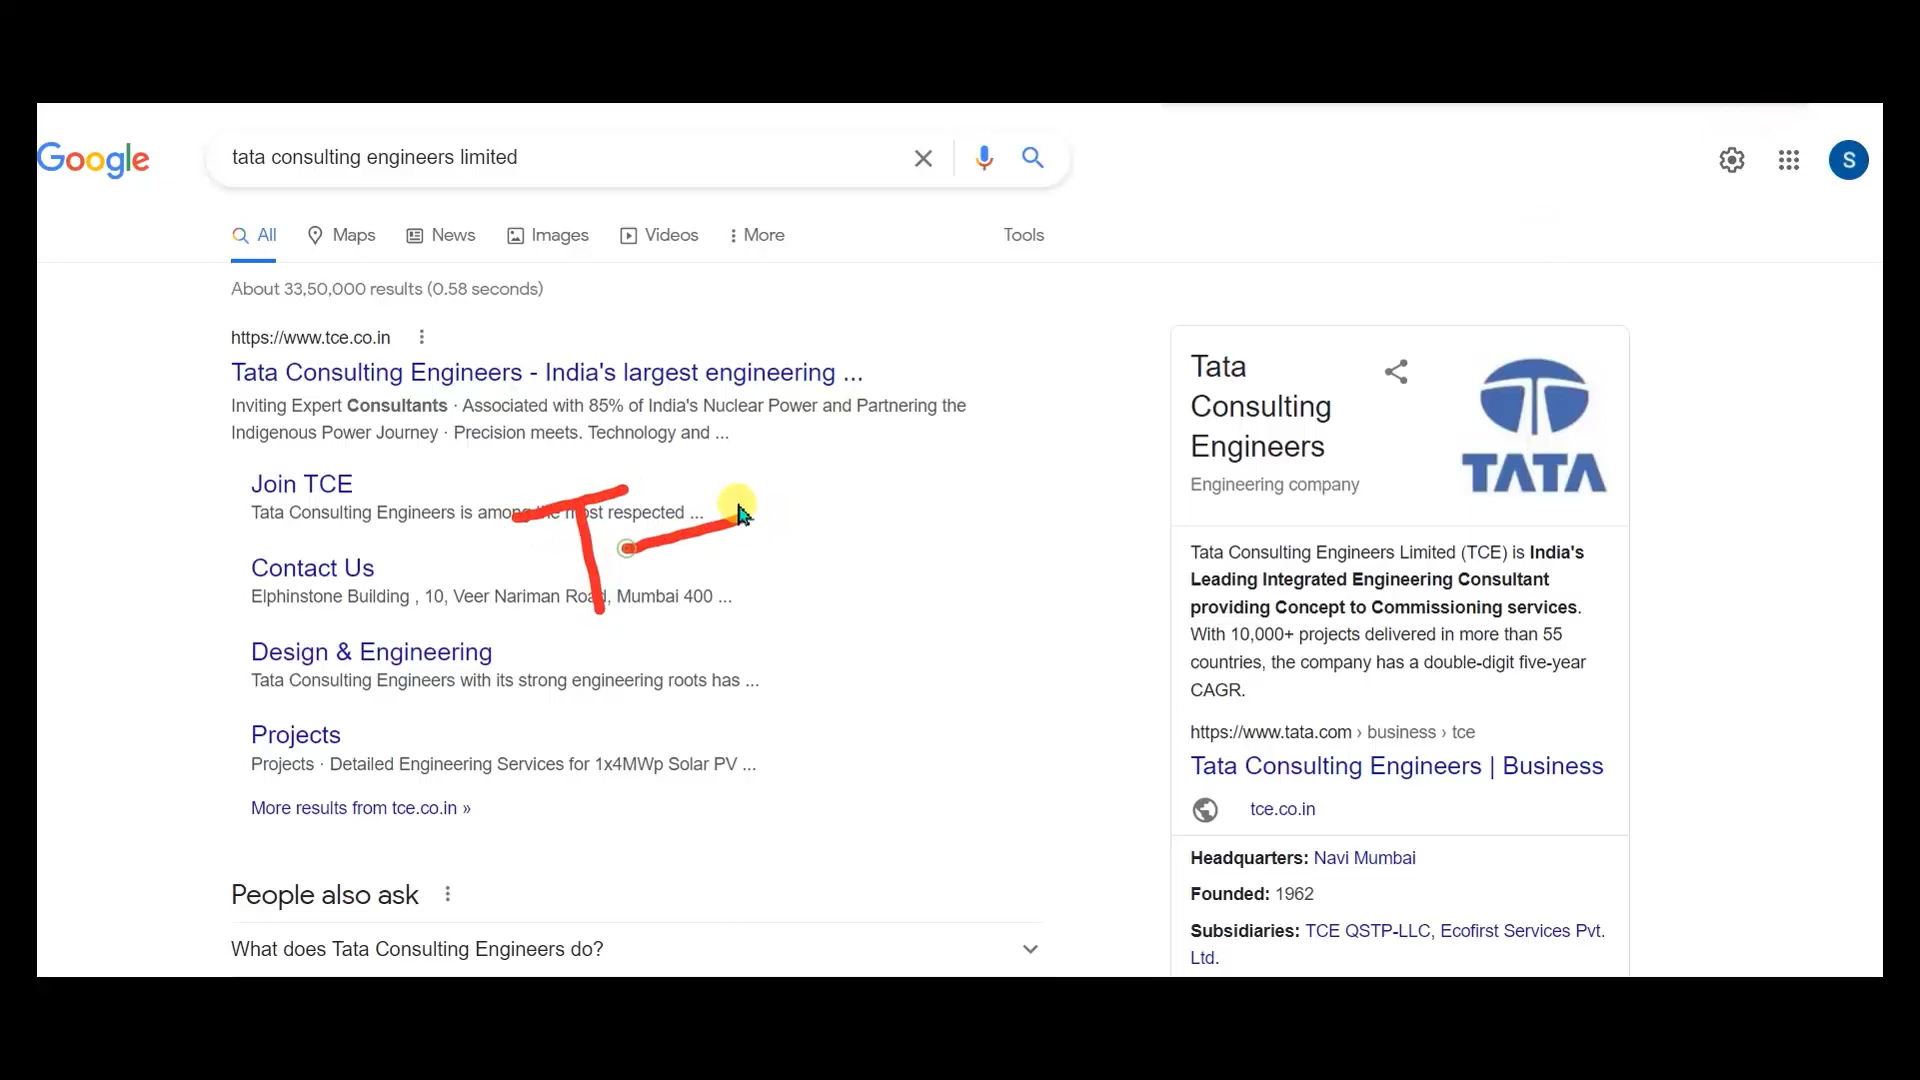 Google
tata consulting engineers limited
S
All
Maps
News
Images
Videos
More
Tools
About 33,50,000 results (0.58 seconds)
https://www.tce.co.in
Tata Consulting Engineers - India's largest engineering ...
Inviting Expert Consultants · Associated with 85% of India's Nuclear Power and Partnering the
Indigenous Power Journey · Precision meets. Technology and ...
Join TCE
Tata Consulting Engineers is among the most respected ...
Contact Us
Elphinstone Building , 10, Veer Nariman Road, Mumbai 400 ...
Design & Engineering
Tata Consulting Engineers with its strong engineering roots has ...
Projects
Projects · Detailed Engineering Services for 1x4MWp Solar PV ...
More results from tce.co.in »
People also ask
What does Tata Consulting Engineers do?
T
Tata
Consulting
Engineers
Engineering company
TATA
Tata Consulting Engineers Limited (TCE) is India's
Leading Integrated Engineering Consultant
providing Concept to Commissioning services.
With 10,000+ projects delivered in more than 55
countries, the company has a double-digit five-year
CAGR.
https://www.tata.com › business › tce
Tata Consulting Engineers | Business
tce.co.in
Headquarters: Navi Mumbai
Founded: 1962
Subsidiaries: TCE QSTP-LLC, Ecofirst Services Pvt.
Ltd.